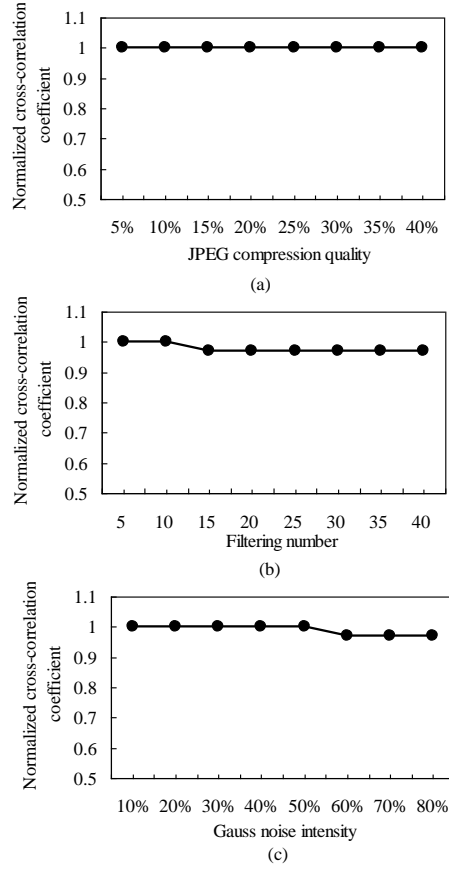 Normalized cross-correlation
coefficient
1.1
1
0.9
0.8
0.7
0.6
0.5
5% 10% 15% 20% 25% 30% 35% 40%
JPEG compression quality
(a)
Normalized cross-correlation
coefficient
1.1
1
0.9
0.8
0.7
0.6
0.5
5 10 15 20 25 30 35 40
Filtering number
(b)
Normalized cross-correlation
coefficient
1.1
1
0.9
0.8
0.7
0.6
0.5
10% 20% 30% 40% 50% 60% 70% 80%
Gauss noise intensity
(c)